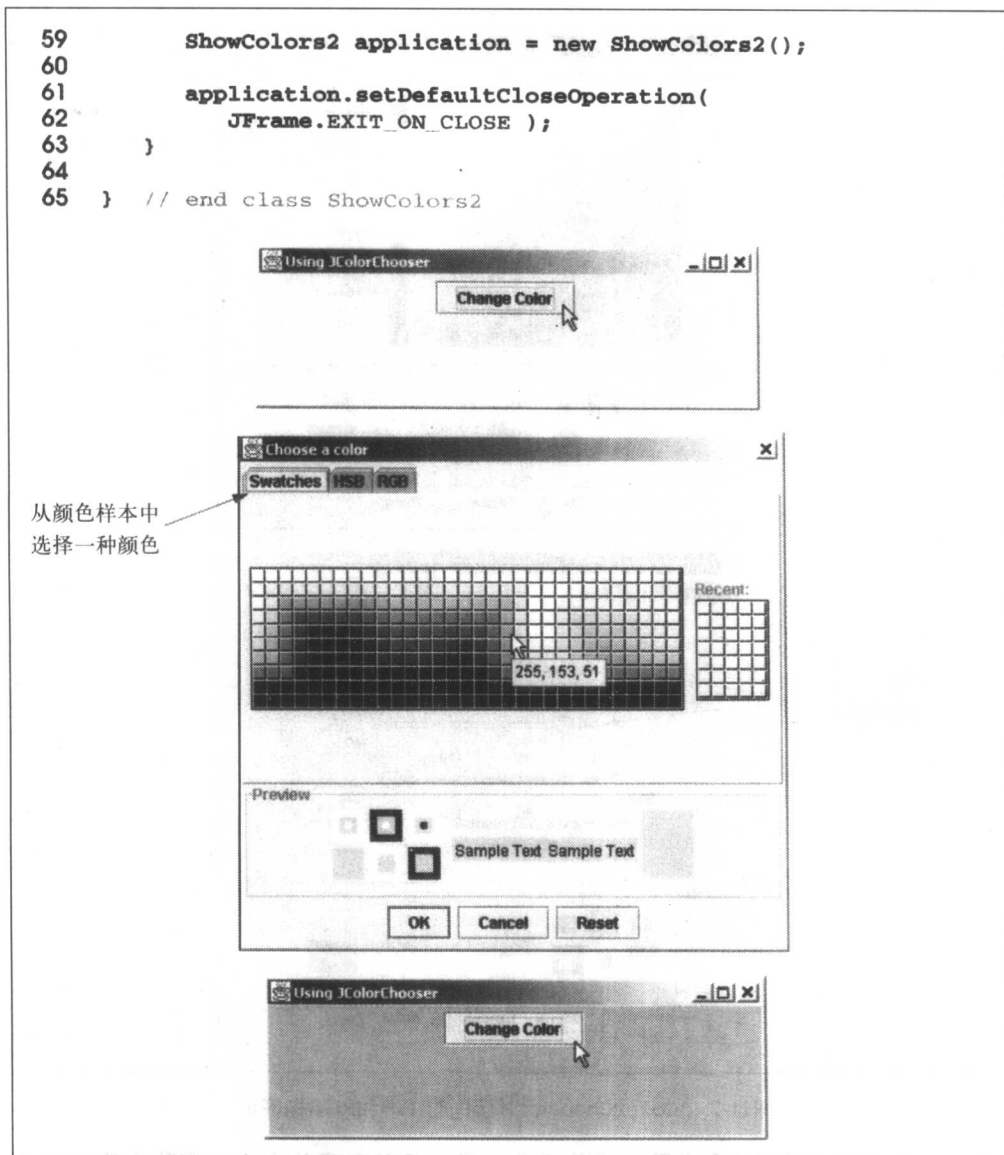 59 ShowColors2 application = new ShowColors2();
60
61 application.setDefaultCloseOperation(
62 JFrame.EXIT_ON_CLOSE );
63 }
64
65 } // end class ShowColors2
Using JColorChooser
Change Color
Choose a color
Swatches HSB RGB
从颜色样本中
选择一种颜色
Recent:
255, 153, 51
Preview
Sample Text Sample Text
OK Cancel Reset
Using JColorChooser
Change Color